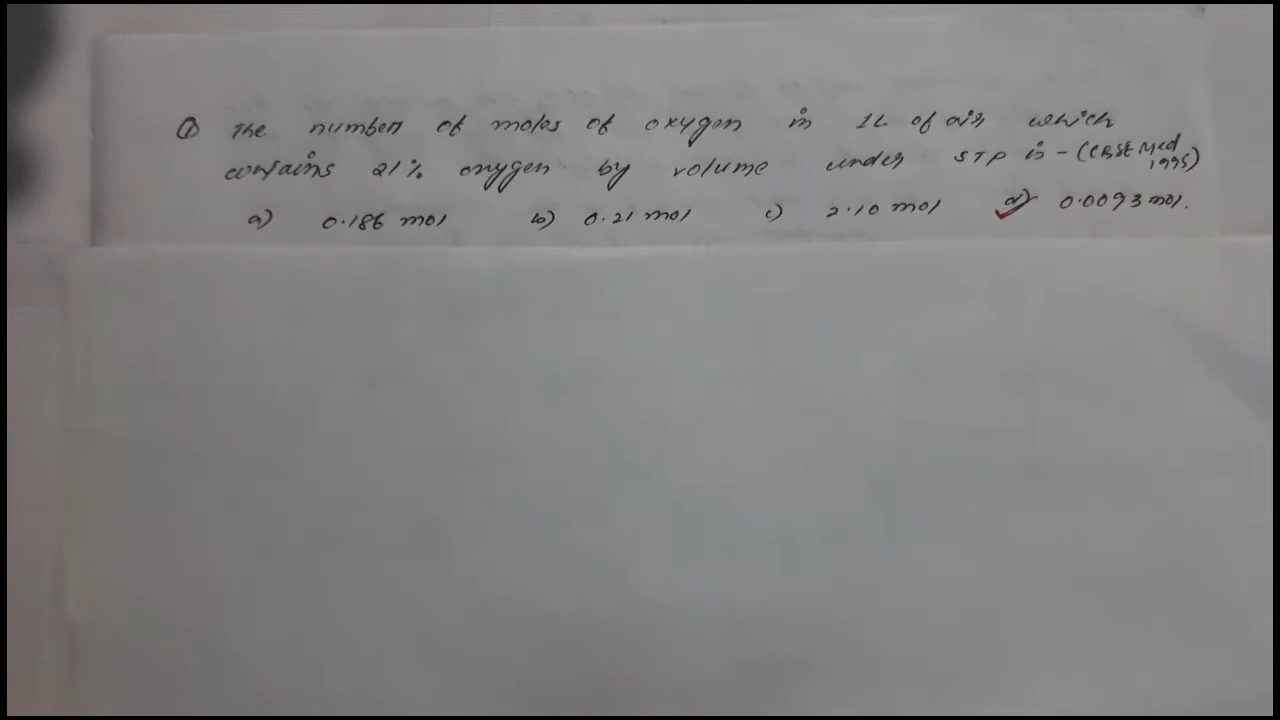 ① The number of moles of oxygen in 1L of air which
contains 21% oxygen by volume under STP is - (CBSE Med 1995)
a) 0.186 mol b) 0.21 mol c) 2.10 mol d) 0.0093 mol.